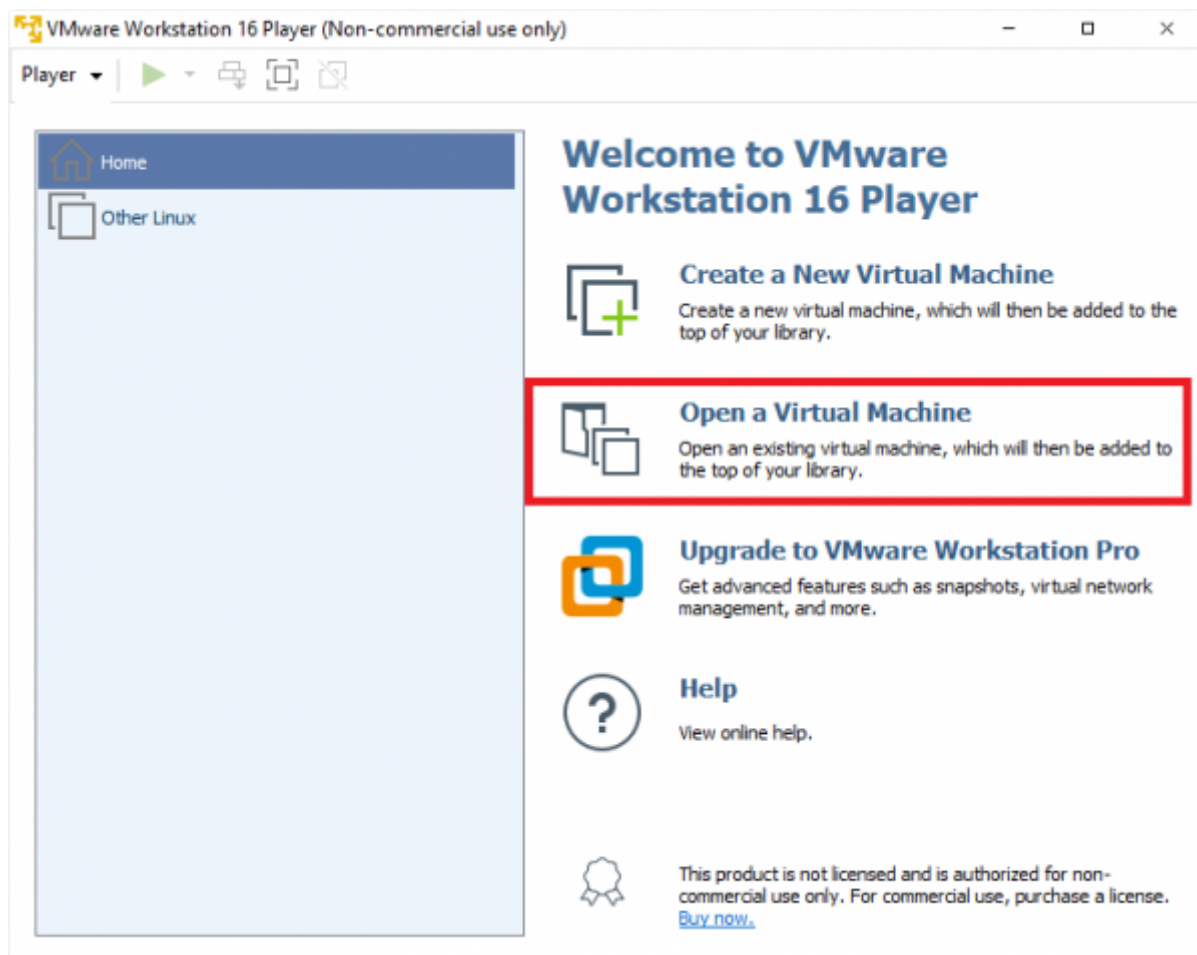 VMware Workstation 16 Player (Non-commercial use only)
Player
Home
Other Linux
Welcome to VMware
Workstation 16 Player
Create a New Virtual Machine
Create a new virtual machine, which will then be added to the
top of your library.
Open a Virtual Machine
Open an existing virtual machine, which will then be added to
the top of your library.
Upgrade to VMware Workstation Pro
Get advanced features such as snapshots, virtual network
management, and more.
?
Help
View online help.
This product is not licensed and is authorized for non-
commercial use only. For commercial use, purchase a license.
Buy now.